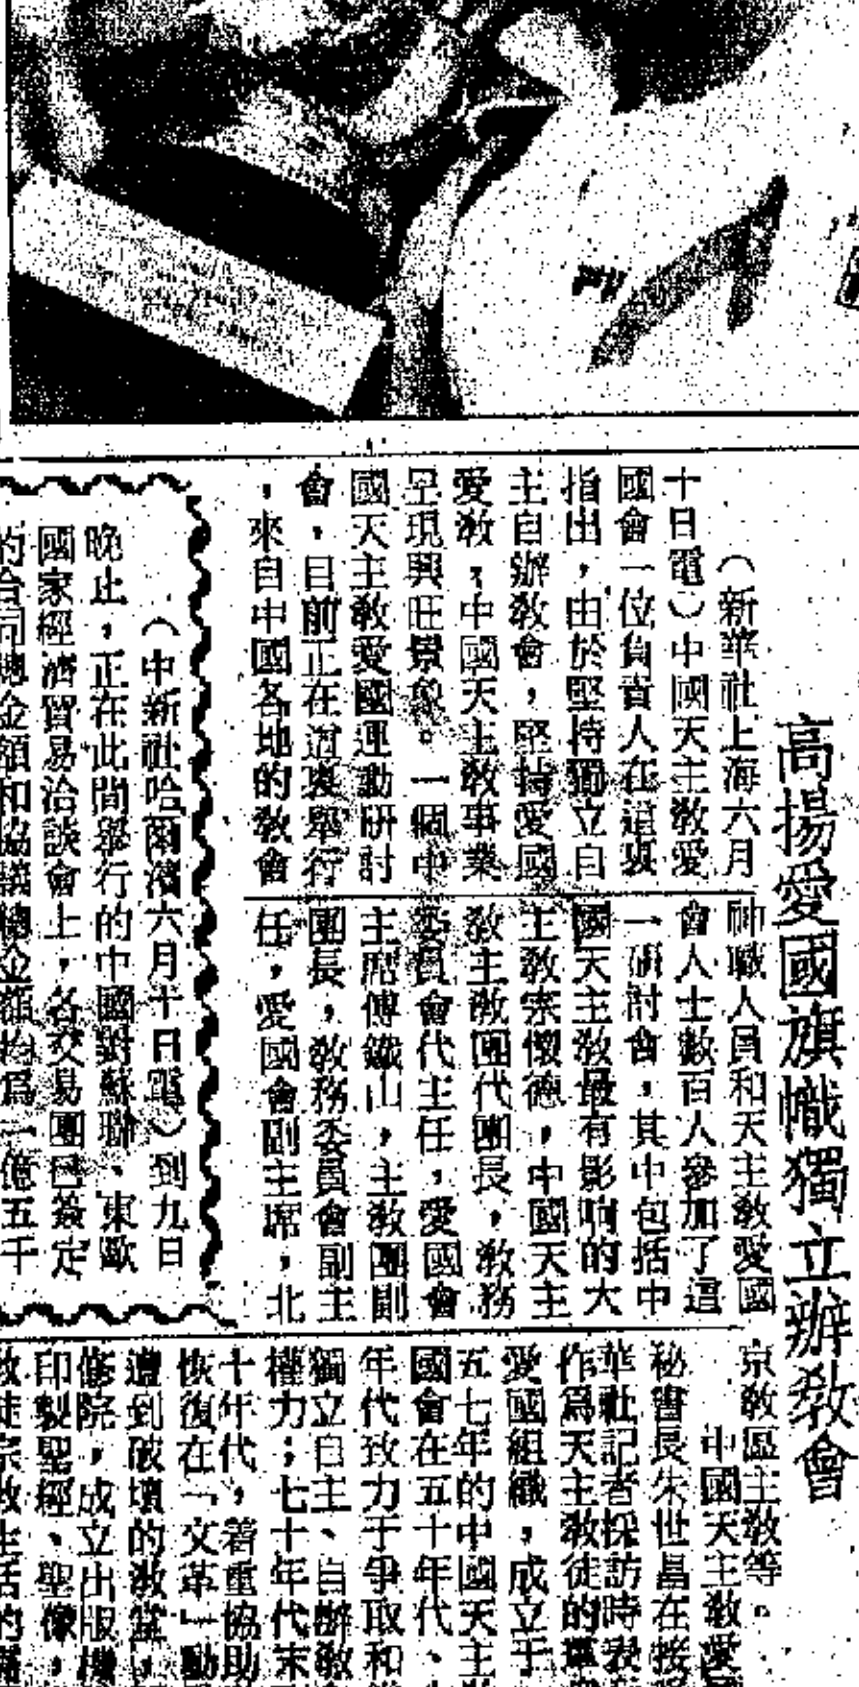 高揚愛國旗幟獨立辦教會
（新華社上海六月
十日電）中國天主教愛
國會一位負責人在這裏
指出，由於堅持獨立自
主自辦教會，堅持愛國
愛教，中國天主教事業
呈現興旺景象。一個中
國天主教愛國運動研討
會，目前正在這裏舉行
，來自中國各地的教會
神職人員和天主教愛國
會人士數百人參加了這
一研討會，其中包括中
國天主教最有影响的大
主教宗懷德，中國天主
教主教團代團長，教務
委員會代主任，愛國會
主席傅鐵山，主教團副
團長，教務委員會副主
任，愛國會副主席，北
京教區主教等。
中國天主教愛國
秘書長朱世昌在接受
華社記者採訪時表
作爲天主教徒的
愛國組織，成立于
五七年的中國天主
國會在五十年代、
年代致力于爭取和
獨立自主、自辦教
權力；七十年代末
十年代，着重協助
恢復在「文革」動
遭到破壞的教堂、
修院，成立出版機
印製聖經、聖像，
教徒宗教生活的
（中新社哈爾濱六月十日電）到九日
晚止，正在此間舉行的中國對蘇聯、東歐
國家經濟貿易洽談會上，各交易團已簽定
的合同總金額和協議總金額均爲一億五千